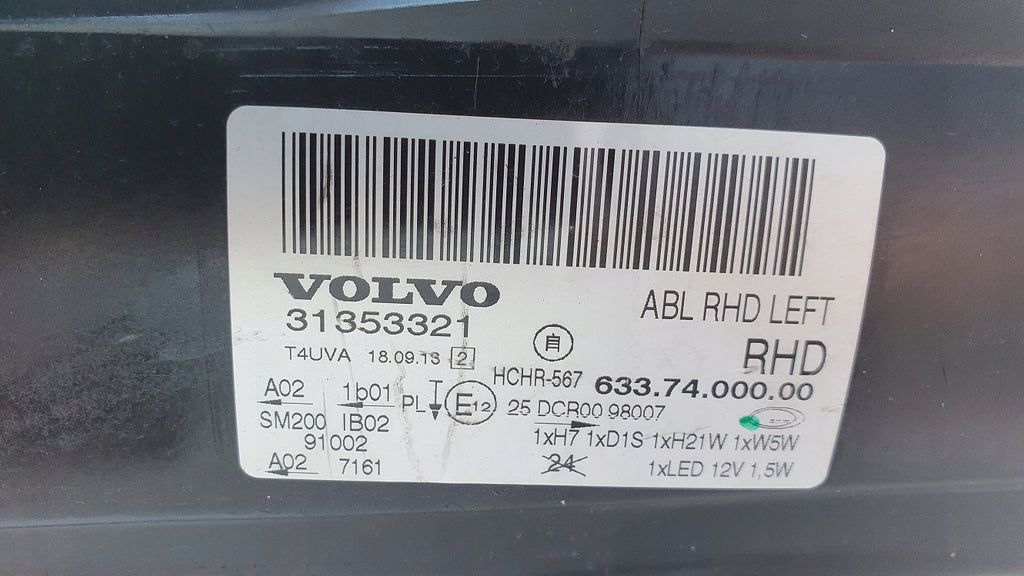 VOLVO
31353321
ABL RHD LEFT
T4UVA 18.09.13 2
自
RHD
HCHR-567 633.74.000.00
A02 1b01 PL E12 25 DCR00 98007
SM200 IB02
91002
1xH7 1xD1S 1xH21W 1xW5W
A02 7161 24 1xLED 12V 1,5W